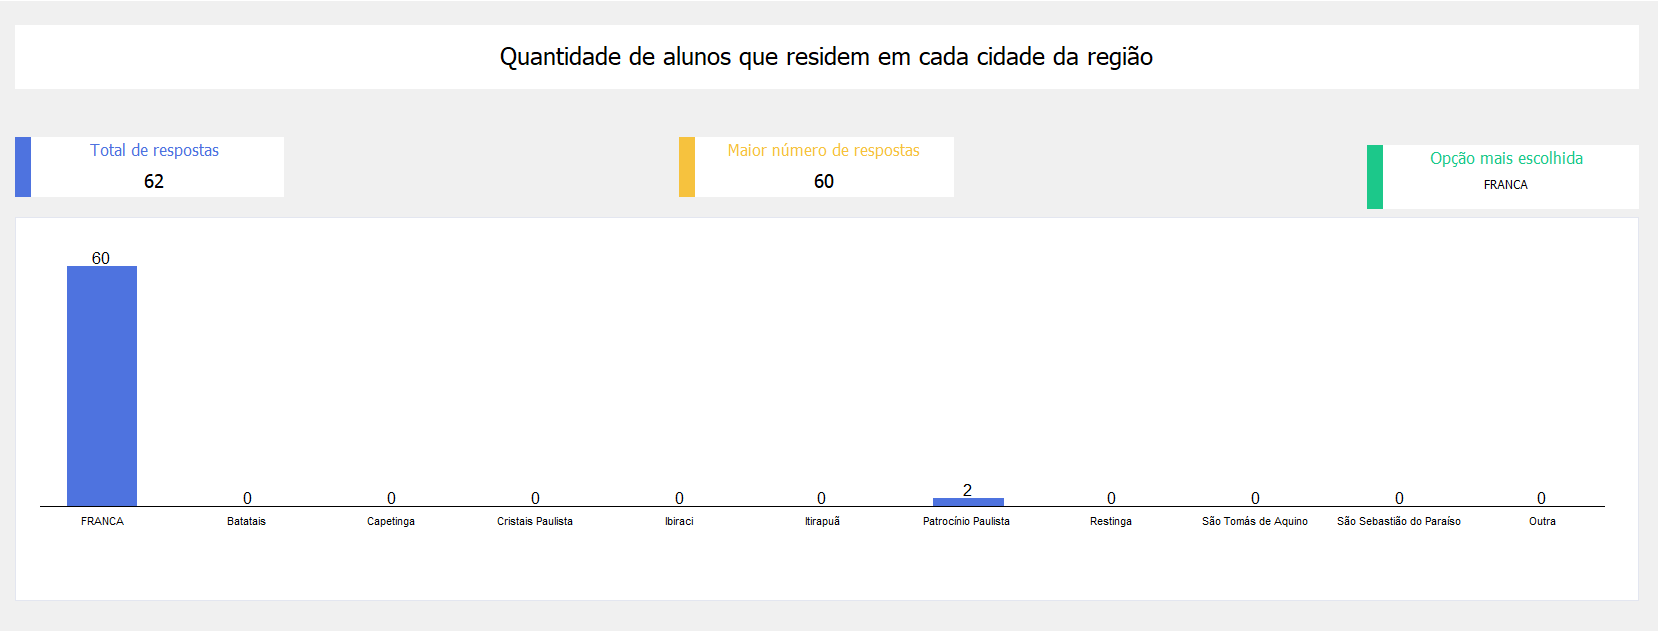 Quantidade de alunos que residem em cada cidade da região
Total de respostas
62
Maior número de respostas
60
Opção mais escolhida
FRANCA
60
0
0
0
0
0
2
0
0
0
0
FRANCA
Batatais
Capetinga
Cristais Paulista
Ibiraci
Itirapuã
Patrocínio Paulista
Restinga
São Tomás de Aquino
São Sebastião do Paraíso
Outra